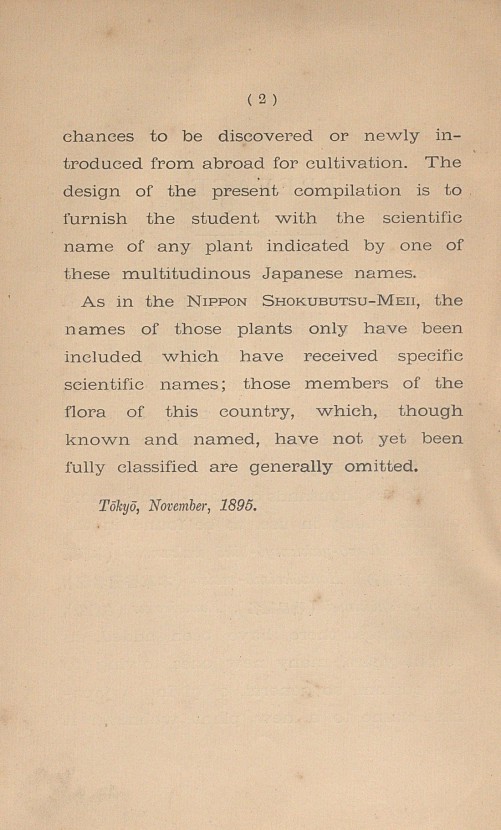 ( 2 )
chances to be discovered or newly in-
troduced from abroad for cultivation. The
design of the present compilation is to
furnish the student with the scientific
name of any plant indicated by one of
these multitudinous Japanese names.
As in the Nippon Shokubutsu-Meii, the
names of those plants only have been
included which have received specific
scientific names; those members of the
flora of this country, which, though
known and named, have not yet been
fully classified are generally omitted.
Tōkyō, November, 1895.